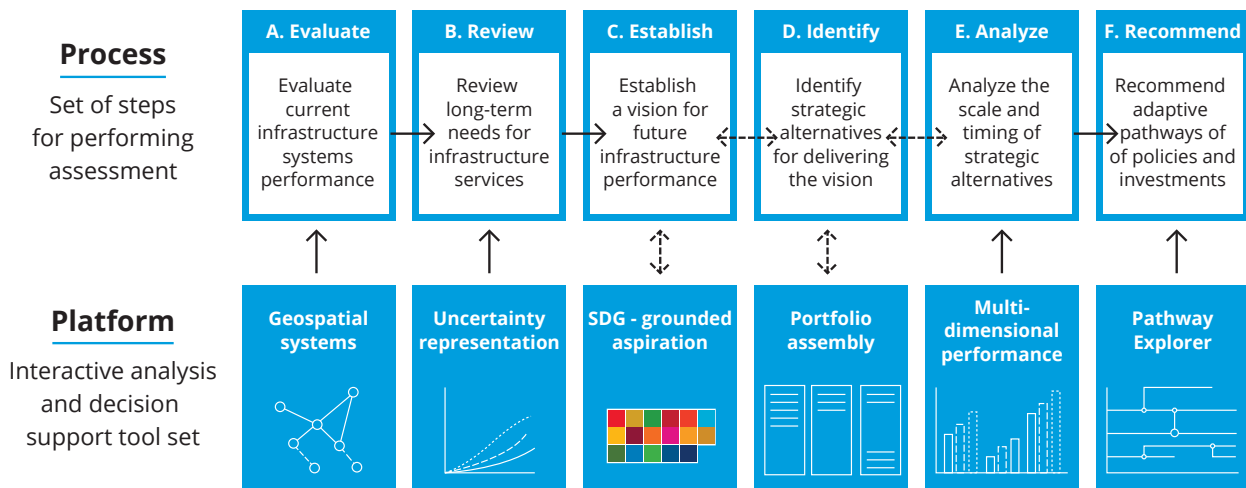 Process
Set of steps
for performing
assessment
A. Evaluate
Evaluate
current
infrastructure
systems
performance
B. Review
Review
long-term
needs for
infrastructure
services
C. Establish
Establish
a vision for
future
infrastructure
performance
D. Identify
Identify
strategic
alternatives
for delivering
the vision
E. Analyze
Analyze the
scale and
timing of
strategic
alternatives
F. Recommend
Recommend
adaptive
pathways of
of policies and
investments
Platform
Interactive analysis
and decision
support tool set
Geospatial
systems
Uncertainty
representation
SDG - grounded
aspiration
Portfolio
assembly
Multi-
dimensional
performance
Pathway
Explorer